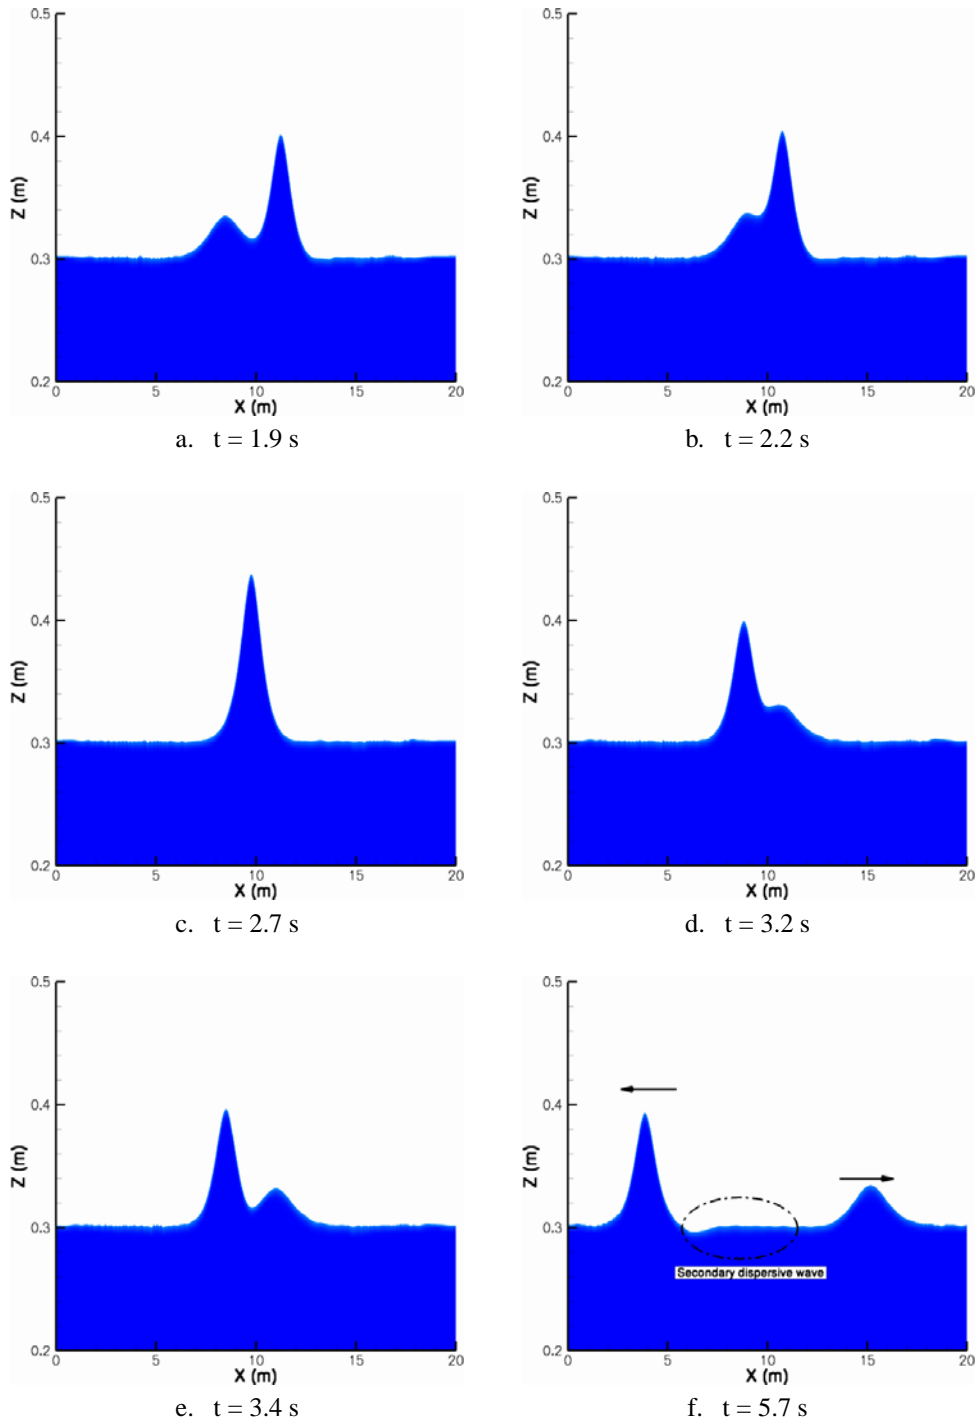 0.5
0.4
Z (m)
0.3
0.2
0 5 10 15 20
X (m)
a. t = 1.9 s
0.5
0.4
Z (m)
0.3
0.2
0 5 10 15 20
X (m)
b. t = 2.2 s
0.5
0.4
Z (m)
0.3
0.2
0 5 10 15 20
X (m)
c. t = 2.7 s
0.5
0.4
Z (m)
0.3
0.2
0 5 10 15 20
X (m)
d. t = 3.2 s
0.5
0.4
Z (m)
0.3
0.2
0 5 10 15 20
X (m)
e. t = 3.4 s
0.5
0.4
Z (m)
0.3
Secondary dispersive wave
0.2
0 5 10 15 20
X (m)
f. t = 5.7 s